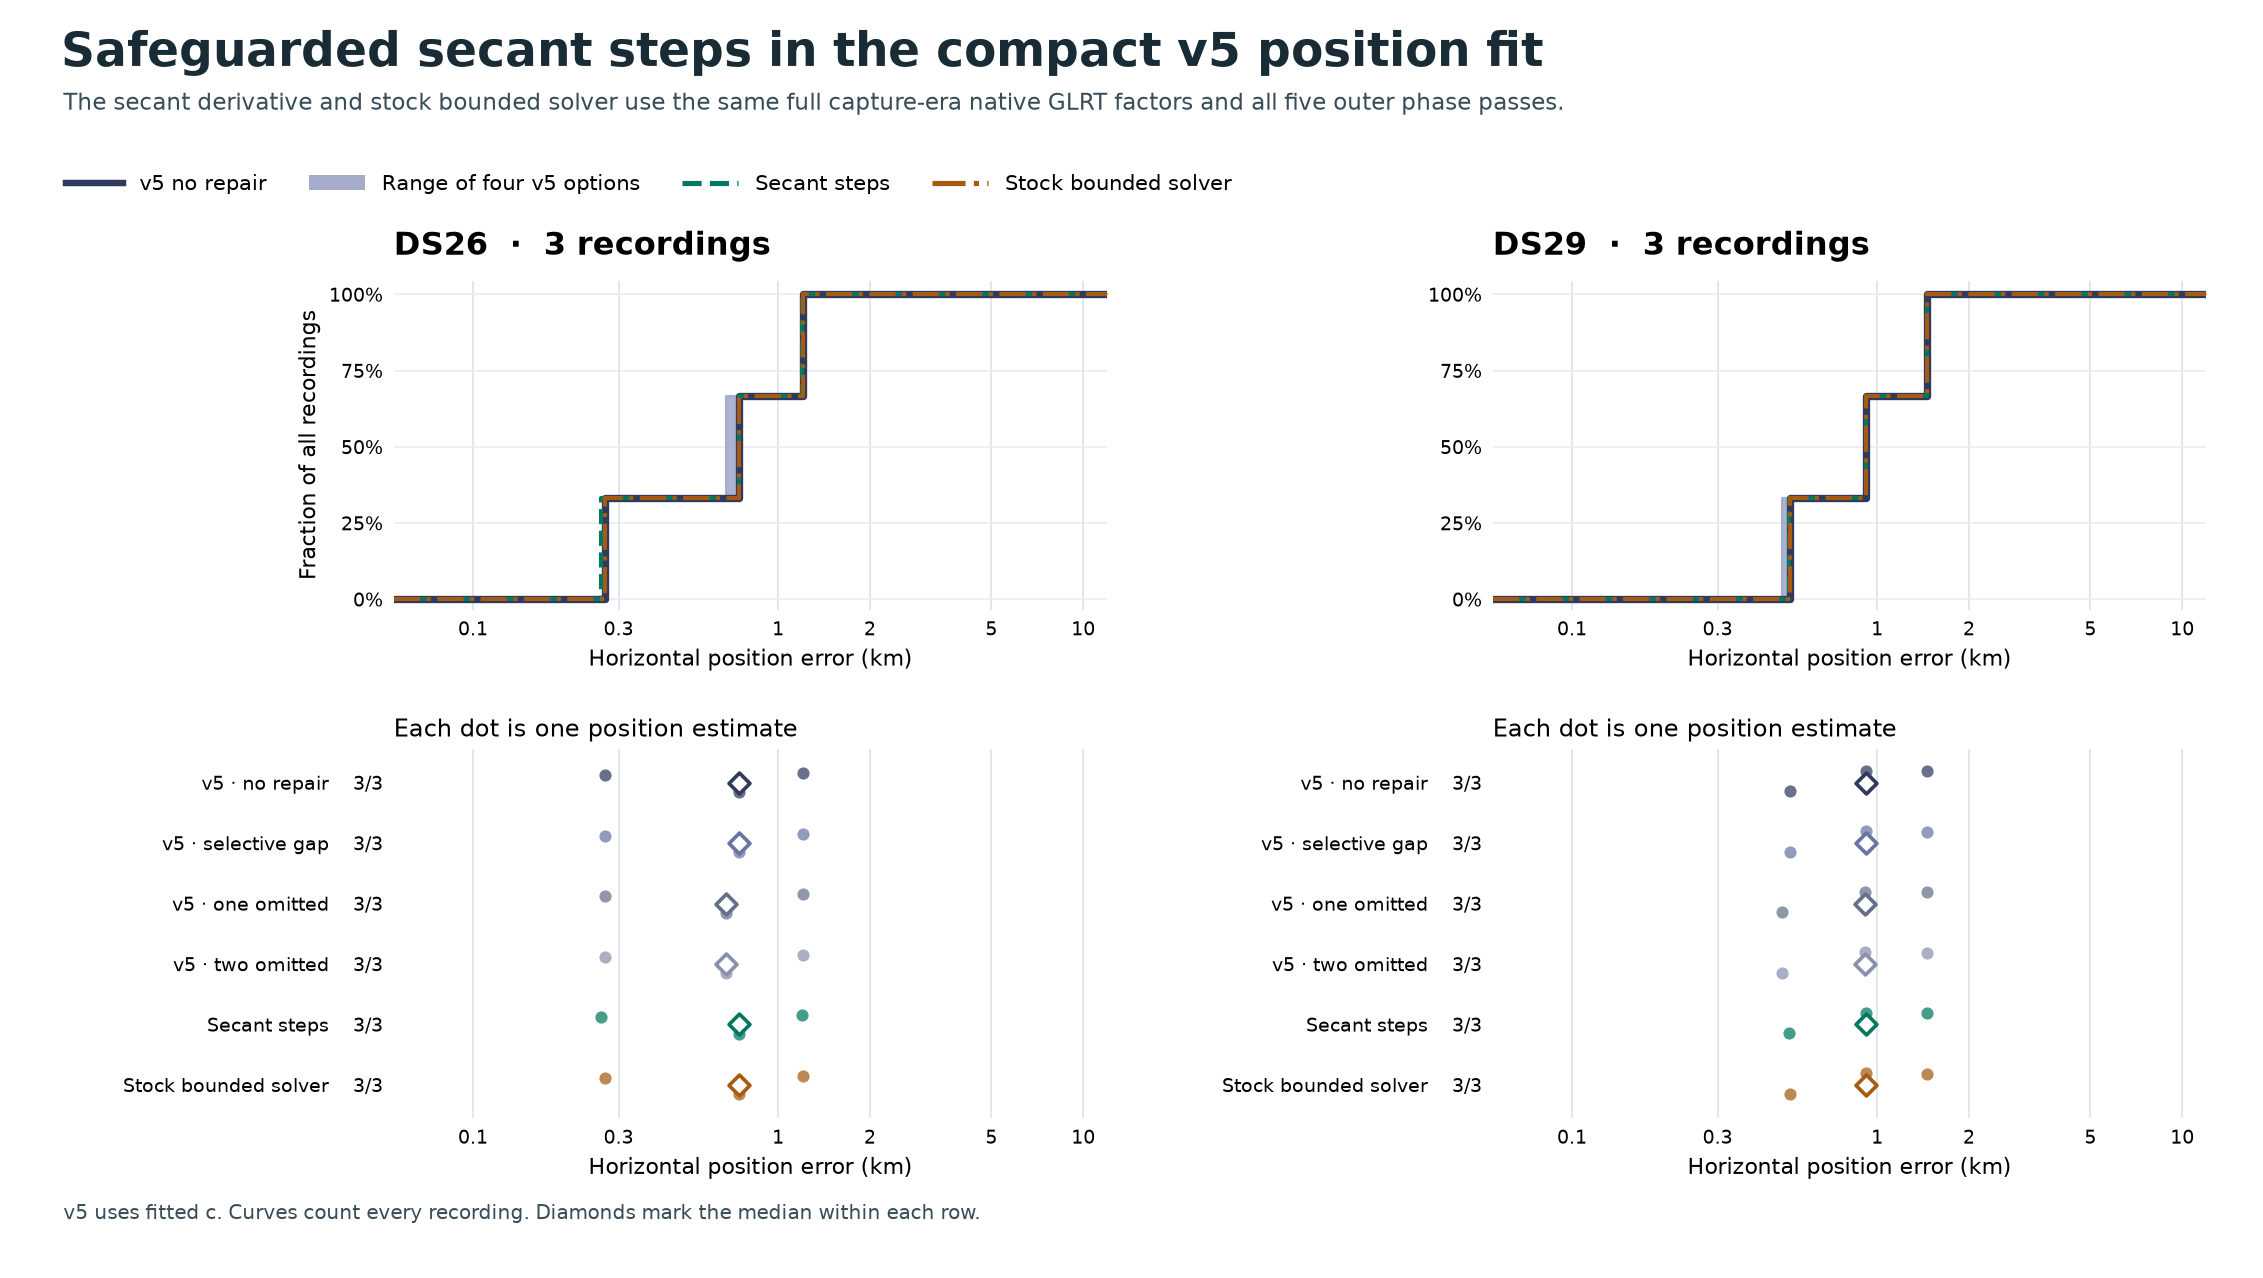 Safeguarded secant steps in the compact v5 position fit
The secant derivative and stock bounded solver use the same full capture-era native GLRT factors and all five outer phase passes.
v5 no repair
Range of four v5 options
Secant steps
Stock bounded solver
DS26 · 3 recordings
100%
75%
50%
25%
0%
Fraction of all recordings
0.1 0.3 1 2 5 10
Horizontal position error (km)
DS29 · 3 recordings
100%
75%
50%
25%
0%
0.1 0.3 1 2 5 10
Horizontal position error (km)
Each dot is one position estimate
v5 · no repair 3/3
v5 · selective gap 3/3
v5 · one omitted 3/3
v5 · two omitted 3/3
Secant steps 3/3
Stock bounded solver 3/3
0.1 0.3 1 2 5 10
Horizontal position error (km)
Each dot is one position estimate
v5 · no repair 3/3
v5 · selective gap 3/3
v5 · one omitted 3/3
v5 · two omitted 3/3
Secant steps 3/3
Stock bounded solver 3/3
0.1 0.3 1 2 5 10
Horizontal position error (km)
v5 uses fitted c. Curves count every recording. Diamonds mark the median within each row.